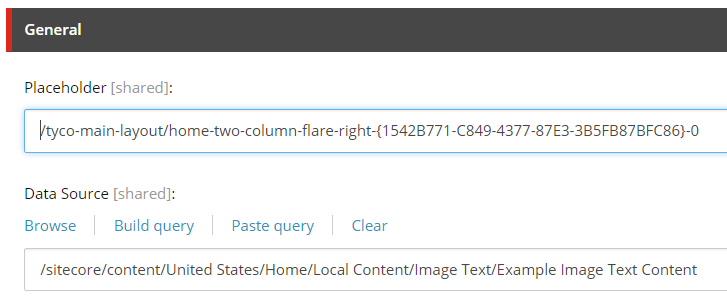 General
Placeholder [shared]:
/tyco-main-layout/home-two-column-flare-right-{1542B771-C849-4377-87E3-3B5FB87BFC86}-0
Data Source [shared]:
Browse Build query Paste query Clear
/sitecore/content/United States/Home/Local Content/Image Text/Example Image Text Content